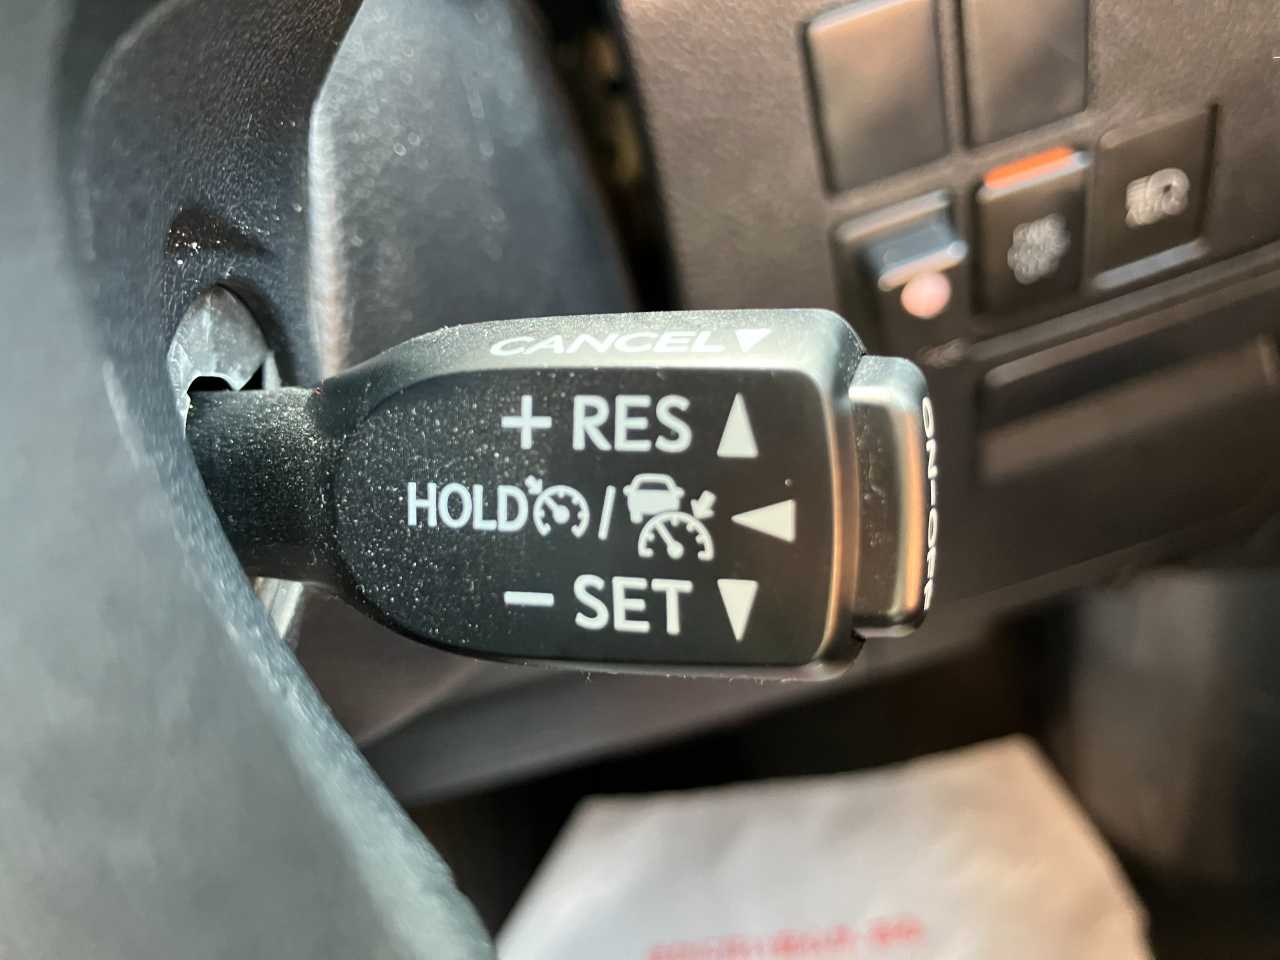 CANCEL
+ RES
HOLD /
- SET
ON-OFF